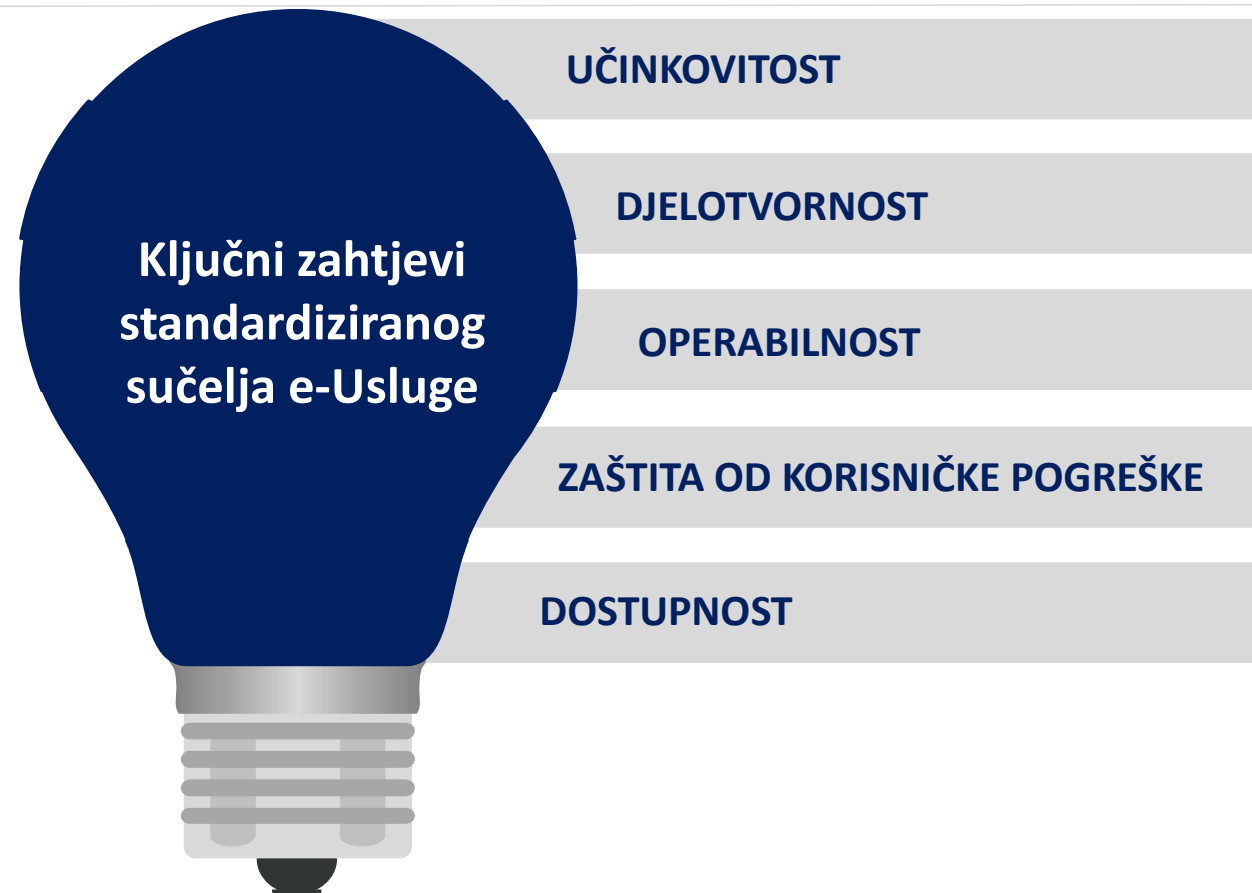 Ključni zahtjevi
standardiziranog
sučelja e-Usluge
UČINKOVITOST
DJELOTVORNOST
OPERABILNOST
ZAŠTITA OD KORISNIČKE POGREŠKE
DOSTUPNOST